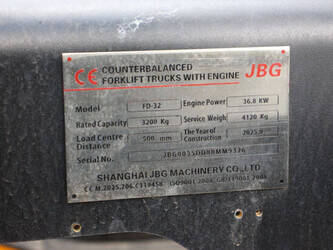 CE COUNTERBALANCED
FORKLIFT TRUCKS WITH ENGINE JBG
Model FD-32 Engine Power 36.8 KW
Rated Capacity 3200 Kg Service Weigh 4120 Kg
Load Centre Distance 500 mm The Year of Construction 2025.9
Serial No.
SHANGHAI JBG MACHINERY CO.,LTD